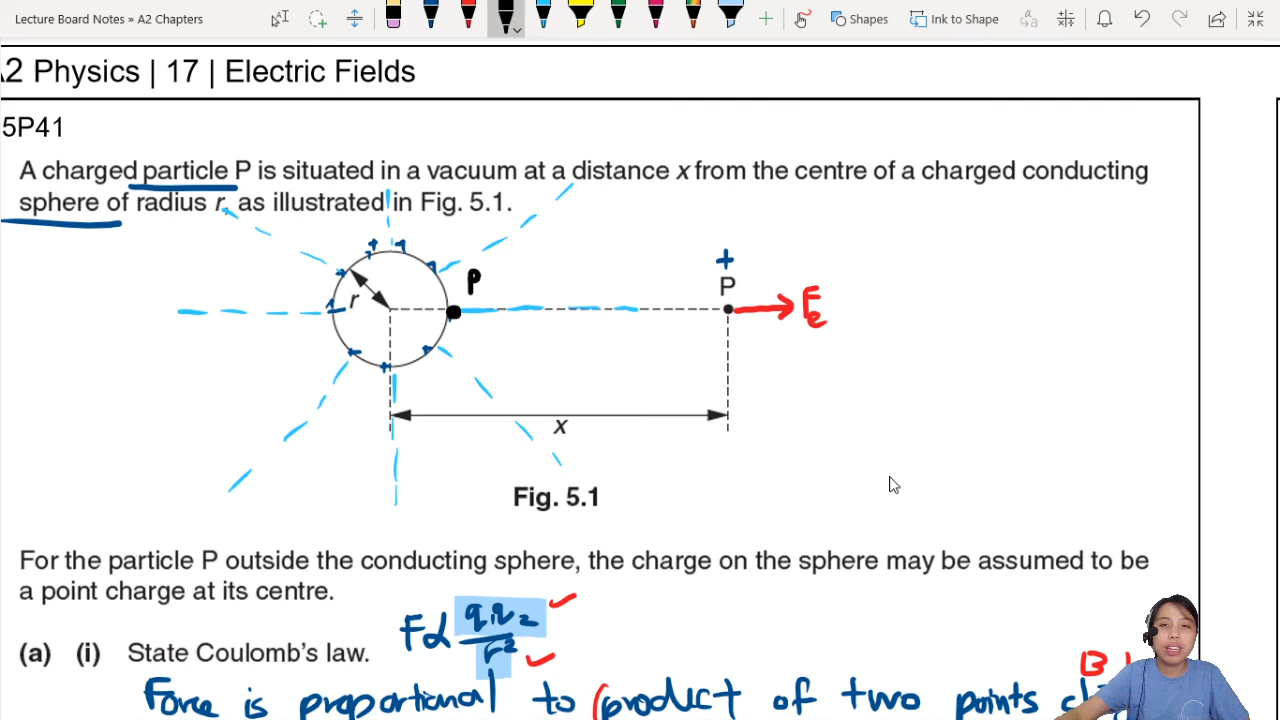 Lecture Board Notes » A2 Chapters
Shapes
Ink to Shape
A2 Physics | 17 | Electric Fields
5P41
A charged particle P is situated in a vacuum at a distance x from the centre of a charged conducting
sphere of radius r, as illustrated in Fig. 5.1.
+
P
P
r
x
Fig. 5.1
For the particle P outside the conducting sphere, the charge on the sphere may be assumed to be
a point charge at its centre.
F∝ q₁q₂/r²
(a) (i) State Coulomb's law.
B1
Force is proportional to (product of two points